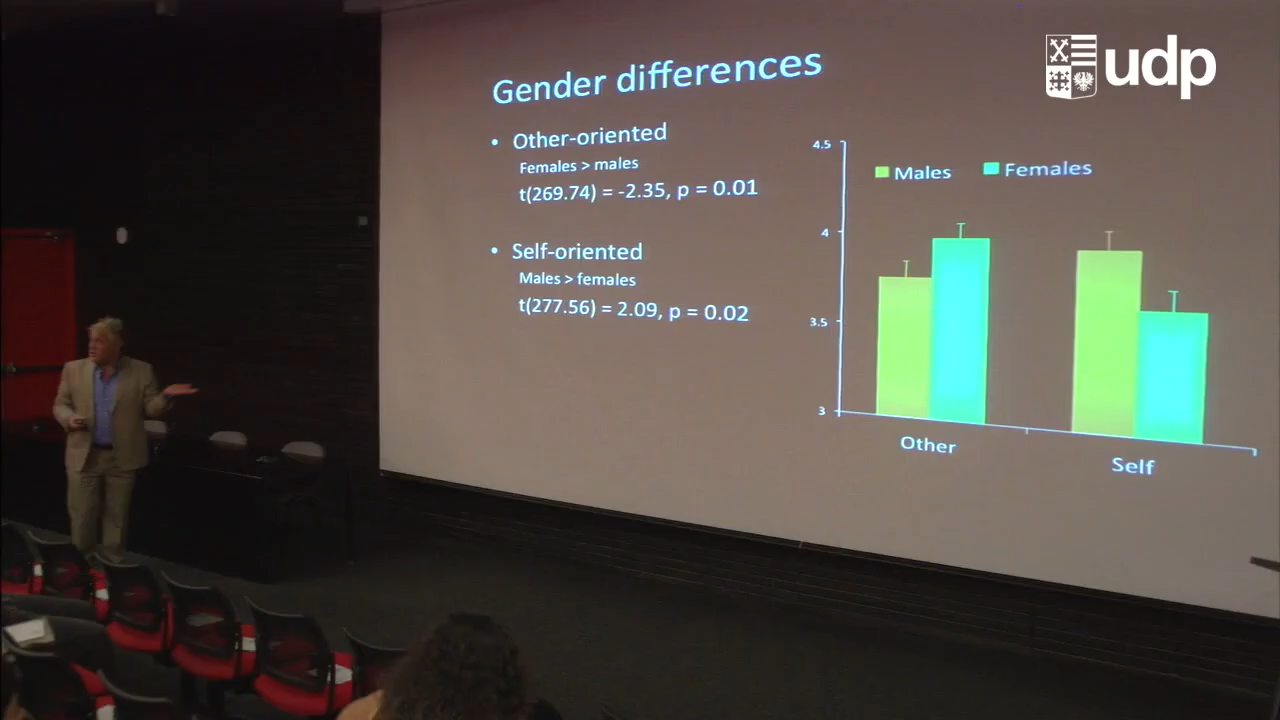 udp
Gender differences
• Other-oriented
Females > males
t(269.74) = -2.35, p = 0.01
• Self-oriented
Males > females
t(277.56) = 2.09, p = 0.02
Males Females
4.5
4
3.5
3
Other Self